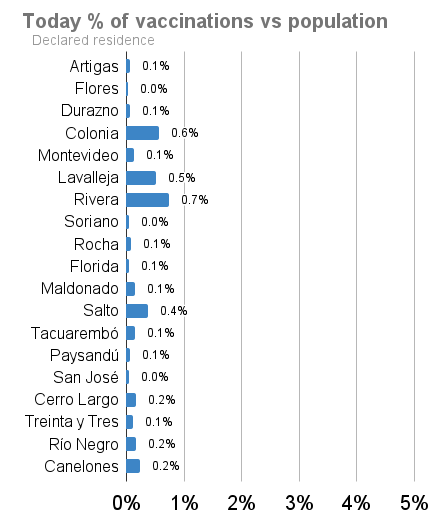 Today % of vaccinations vs population
Declared residence
Artigas 0.1%
Flores 0.0%
Durazno 0.1%
Colonia 0.6%
Montevideo 0.1%
Lavalleja 0.5%
Rivera 0.7%
Soriano 0.0%
Rocha 0.1%
Florida 0.1%
Maldonado 0.1%
Salto 0.4%
Tacuarembó 0.1%
Paysandú 0.1%
San José 0.0%
Cerro Largo 0.2%
Treinta y Tres 0.1%
Río Negro 0.2%
Canelones 0.2%
0% 1% 2% 3% 4% 5%